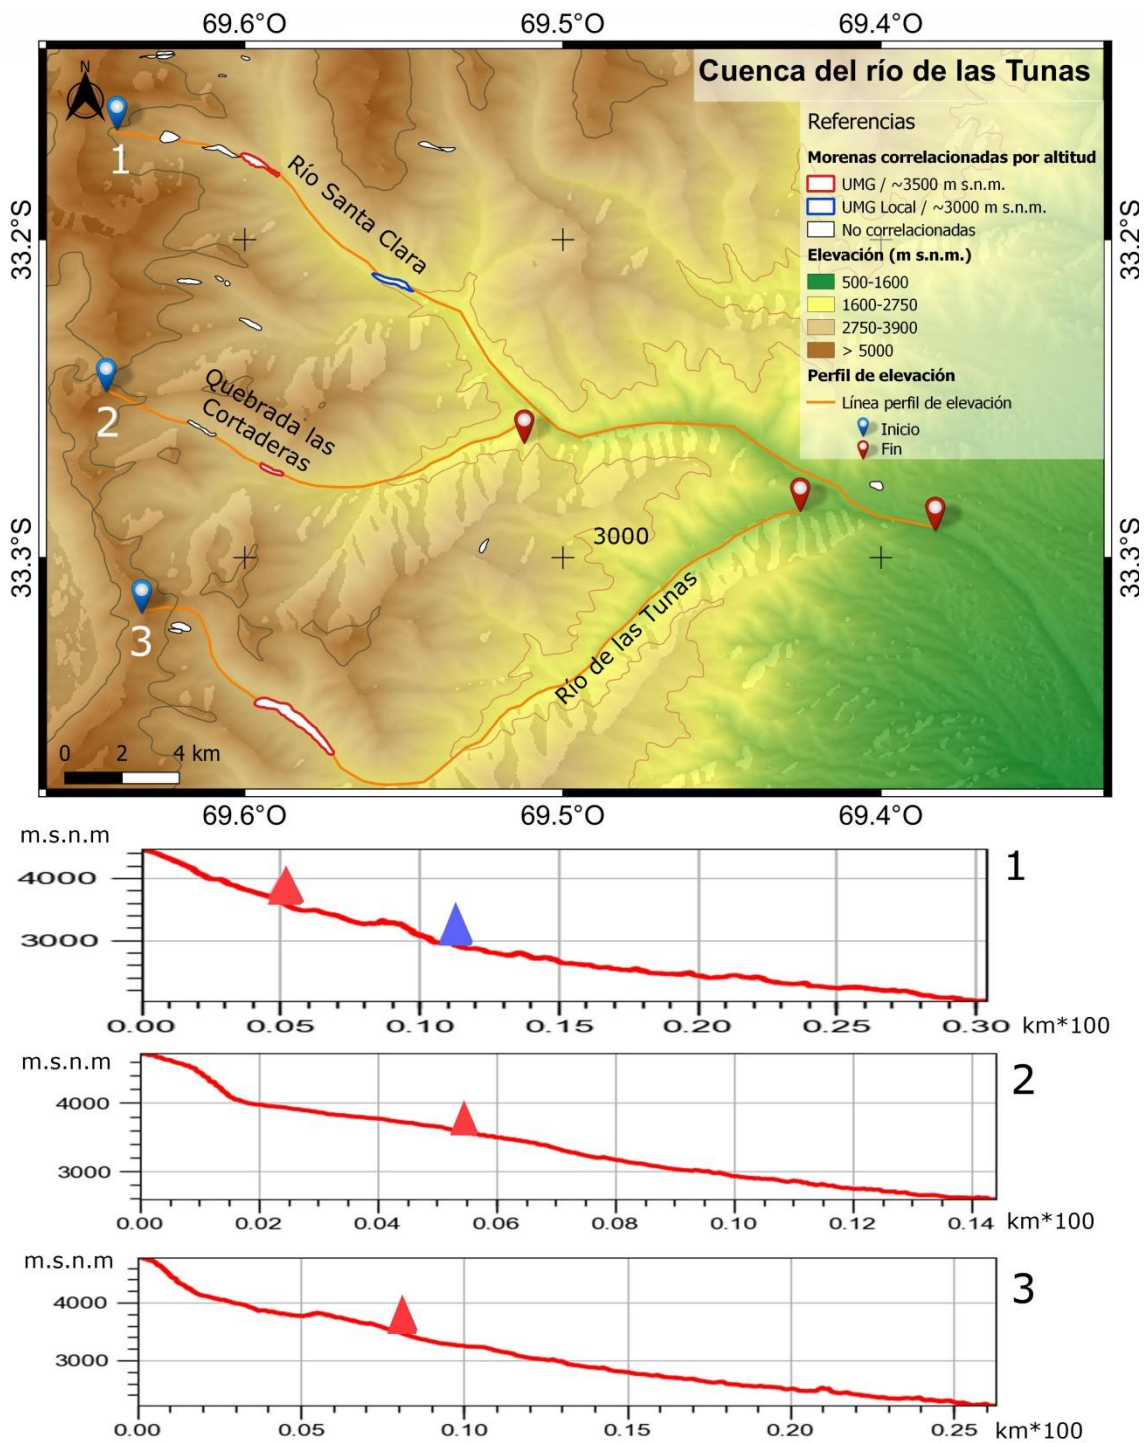 69.6°O 69.5°O 69.4°O
Cuenca del río de las Tunas
N
Referencias
Morenas correlacionadas por altitud
UMG / ~3500 m s.n.m.
UMG Local / ~3000 m s.n.m.
No correlacionadas
Elevación (m s.n.m.)
500-1600
1600-2750
2750-3900
> 5000
Perfil de elevación
Línea perfil de elevación
Inicio
Fin
1
Río Santa Clara
33.2°S 33.2°S
2
Quebrada las
Cortaderas
3000
33.3°S 33.3°S
3
Río de las Tunas
0 2 4 km
69.6°O 69.5°O 69.4°O
m.s.n.m
1
4000
3000
0.00 0.05 0.10 0.15 0.20 0.25 0.30 km*100
m.s.n.m
2
4000
3000
0.00 0.02 0.04 0.06 0.08 0.10 0.12 0.14 km*100
m.s.n.m
3
4000
3000
0.00 0.05 0.10 0.15 0.20 0.25 km*100